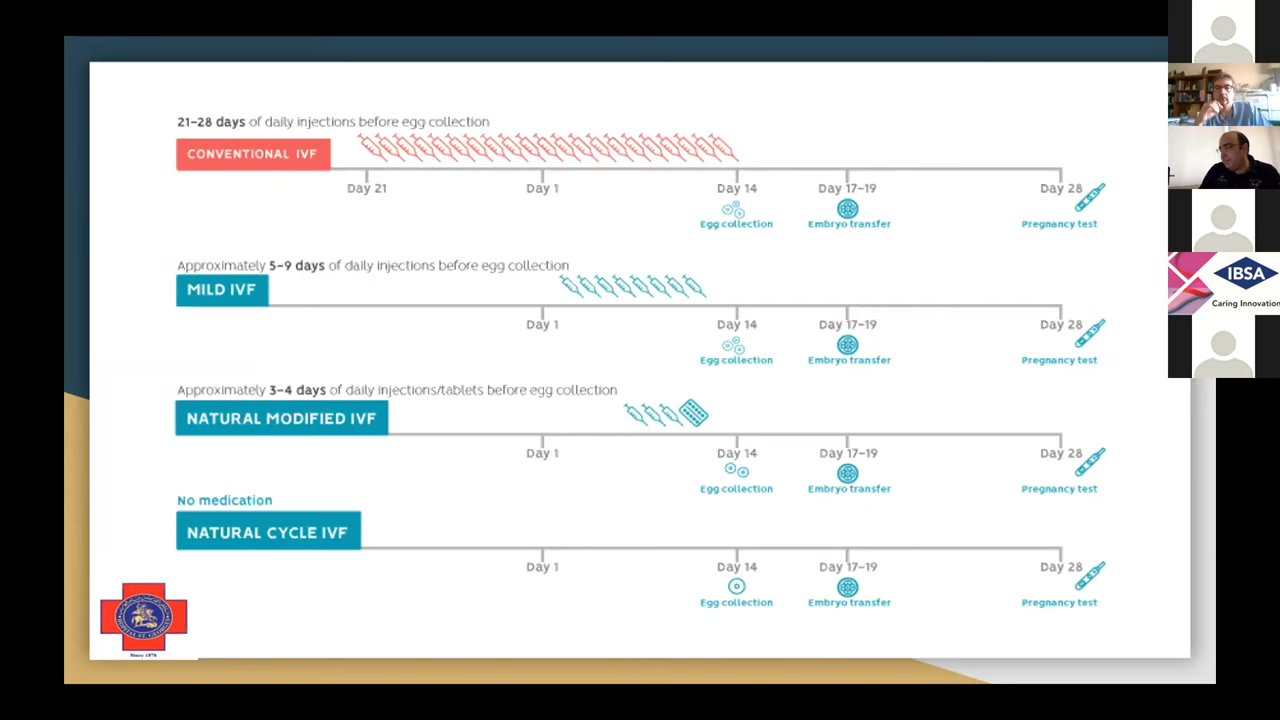 21–28 days of daily injections before egg collection
CONVENTIONAL IVF
Day 21
Day 1
Day 14
Day 17–19
Day 28
Egg collection
Embryo transfer
Pregnancy test
Approximately 5–9 days of daily injections before egg collection
MILD IVF
Day 1
Day 14
Day 17–19
Day 28
Egg collection
Embryo transfer
Pregnancy test
Approximately 3–4 days of daily injections/tablets before egg collection
NATURAL MODIFIED IVF
Day 1
Day 14
Day 17–19
Day 28
Egg collection
Embryo transfer
Pregnancy test
No medication
NATURAL CYCLE IVF
Day 1
Day 14
Day 17–19
Day 28
Egg collection
Embryo transfer
Pregnancy test
Since 1878
IBSA
Caring Innovation